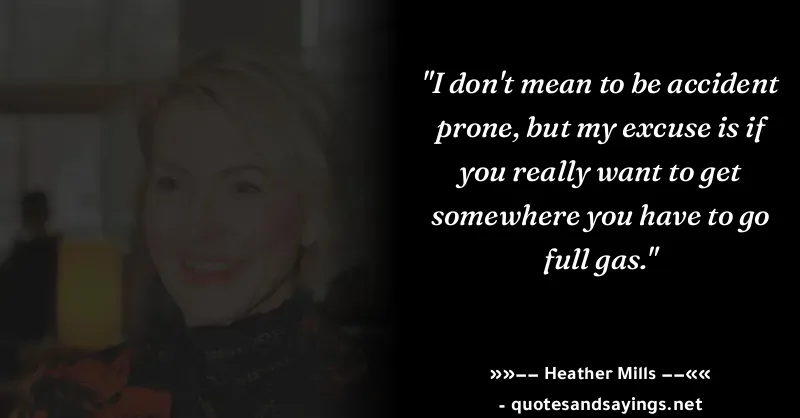 "I don't mean to be accident
prone, but my excuse is if
you really want to get
somewhere you have to go
full gas."
»»−− Heather Mills −−««
- quotesandsayings.net